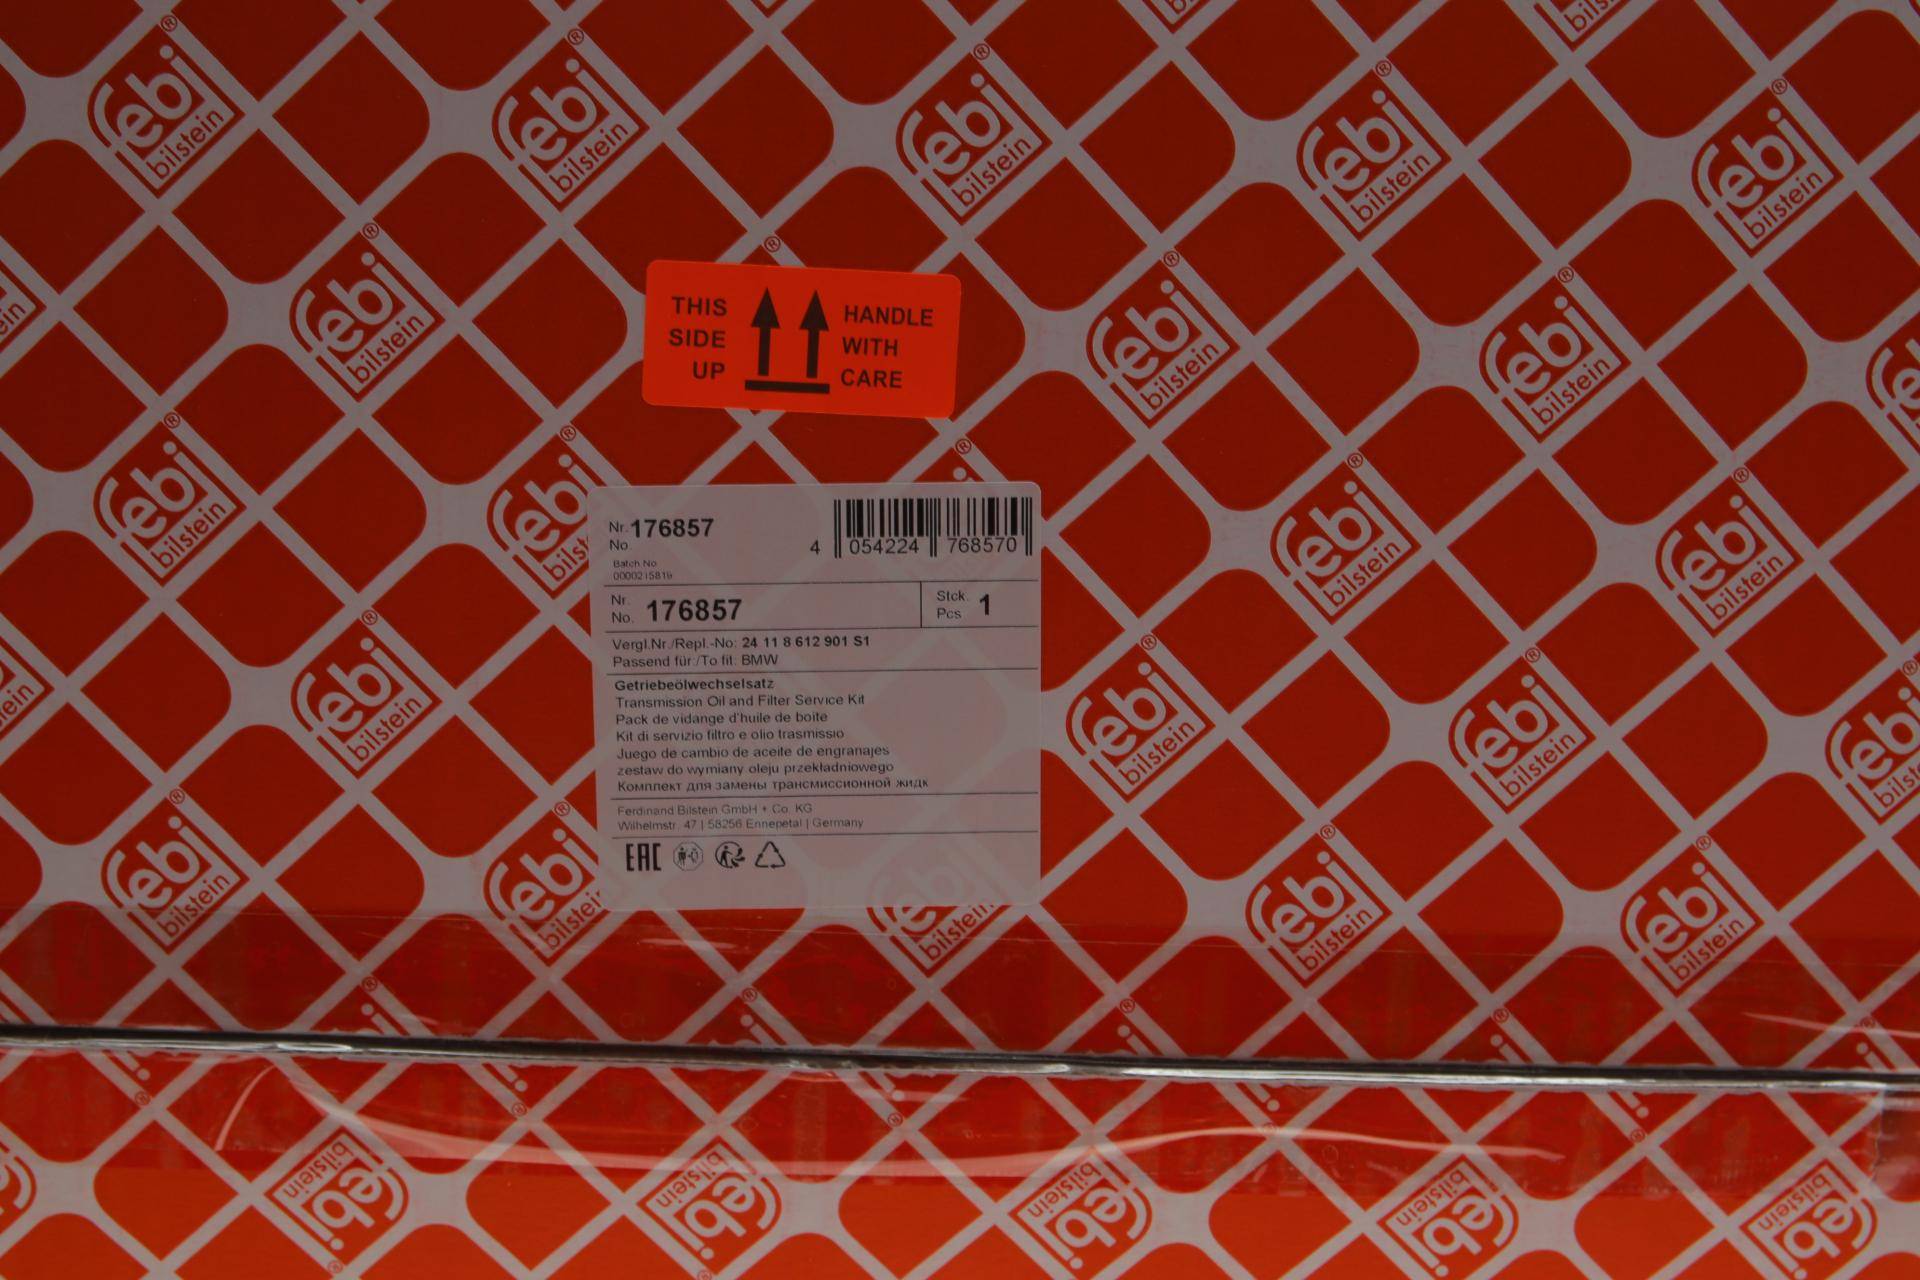 febi bilstein
THIS SIDE UP
HANDLE WITH CARE
Nr. No. 176857
4 054224 768570
Batch No
Nr. No. 176857
Stck. Pcs 1
Vergl.Nr./Repl.-No: 24 11 8 612 901 S1
Passend für:/To fit: BMW
Getriebeölwechselsatz
Transmission Oil and Filter Service Kit
Pack de vidange d'huile de boîte
Kit di servizio filtro e olio trasmissio
Juego de cambio de aceite de engranajes
zestaw do wymiany oleju przekładniowego
Комплект для замены трансмиссионной жидк
Ferdinand Bilstein GmbH + Co. KG
Wilhelmstr. 47 | 58256 Ennepetal | Germany
EAC